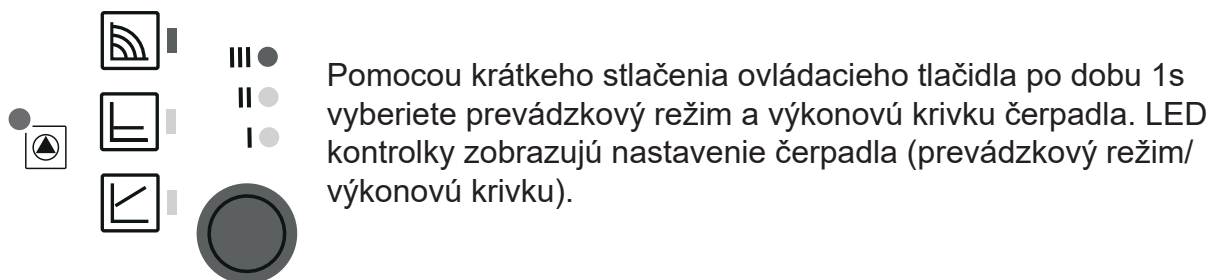 III
II
I
Pomocou krátkeho stlačenia ovládacieho tlačidla po dobu 1s
vyberiete prevádzkový režim a výkonovú krivku čerpadla. LED
kontrolky zobrazujú nastavenie čerpadla (prevádzkový režim/
výkonovú krivku).